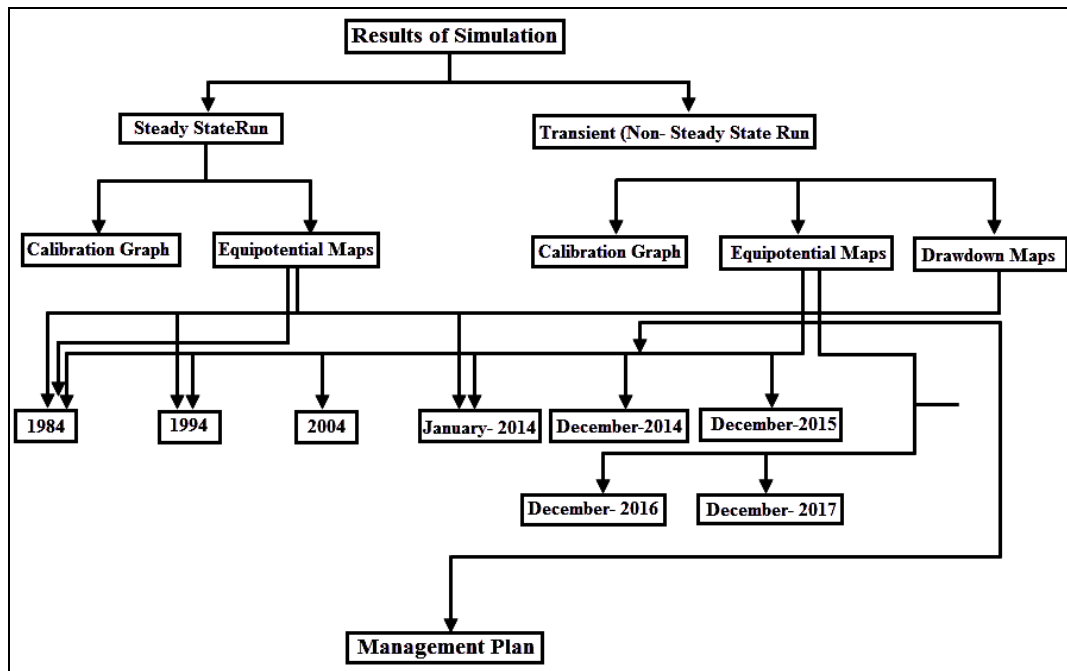 Results of Simulation
Steady StateRun
Transient (Non- Steady State Run
Calibration Graph
Equipotential Maps
Calibration Graph
Equipotential Maps
Drawdown Maps
1984
1994
2004
January- 2014
December-2014
December-2015
December- 2016
December- 2017
Management Plan